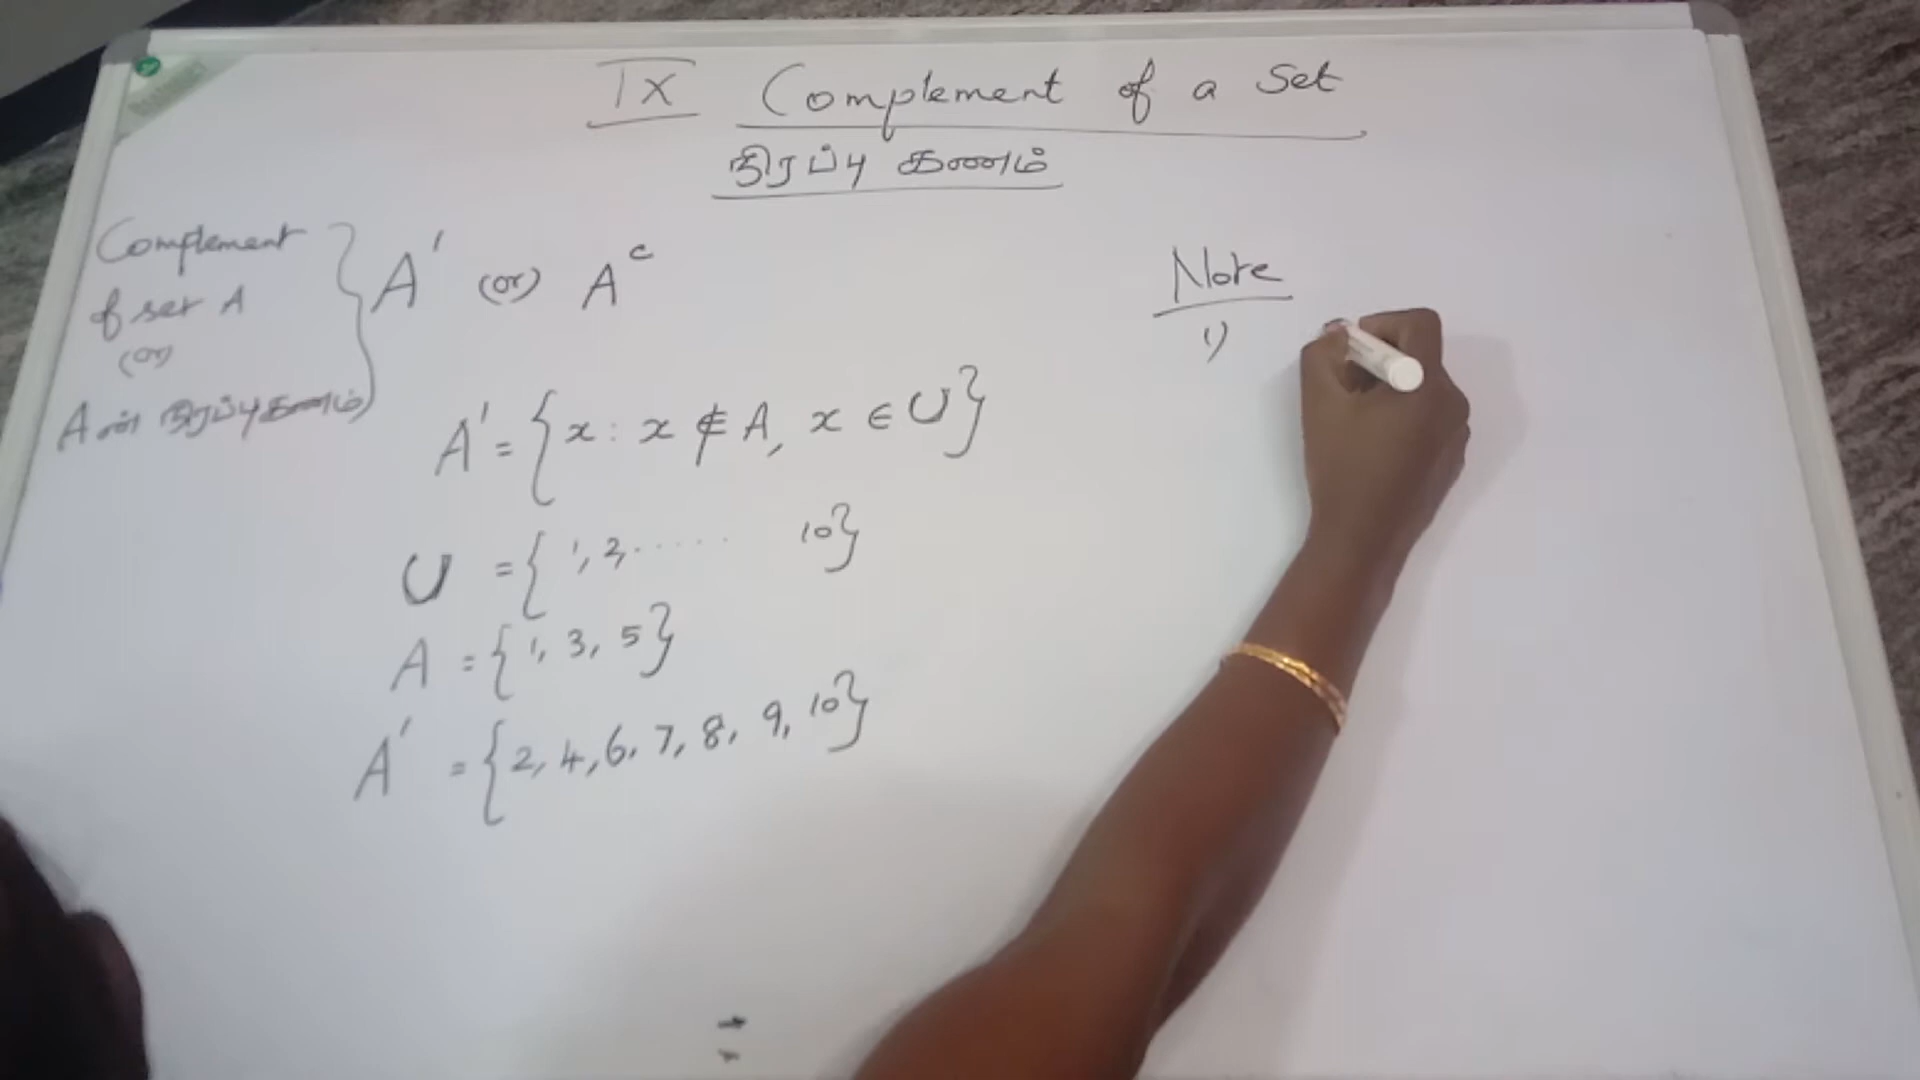 IX Complement of a Set
நிரப்பு கணம்
Complement
of set A
(or)
A ன் நிரப்புகணம்
A' (or) Aᶜ
A' = {x : x ∉ A, x ∈ U}
U = { 1, 2, ...... 10}
A = {1, 3, 5}
A' = {2, 4, 6, 7, 8, 9, 10}
Note
1)